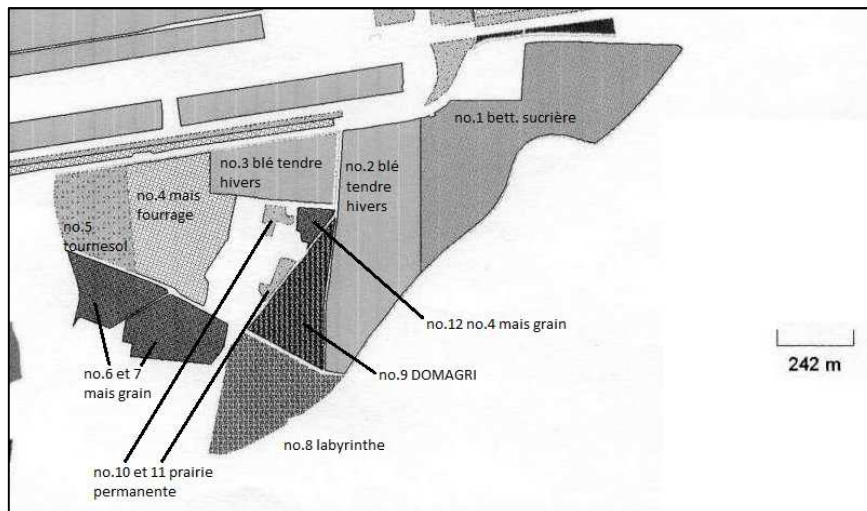 no.1 bett. sucrière
no.3 blé tendre
hivers
no.2 blé
tendre
hivers
no.4 mais
fourrage
no.5
tournesol
no.12 no.4 mais grain
242 m
no.6 et 7
mais grain
no.9 DOMAGRI
no.8 labyrinthe
no.10 et 11 prairie
permanente